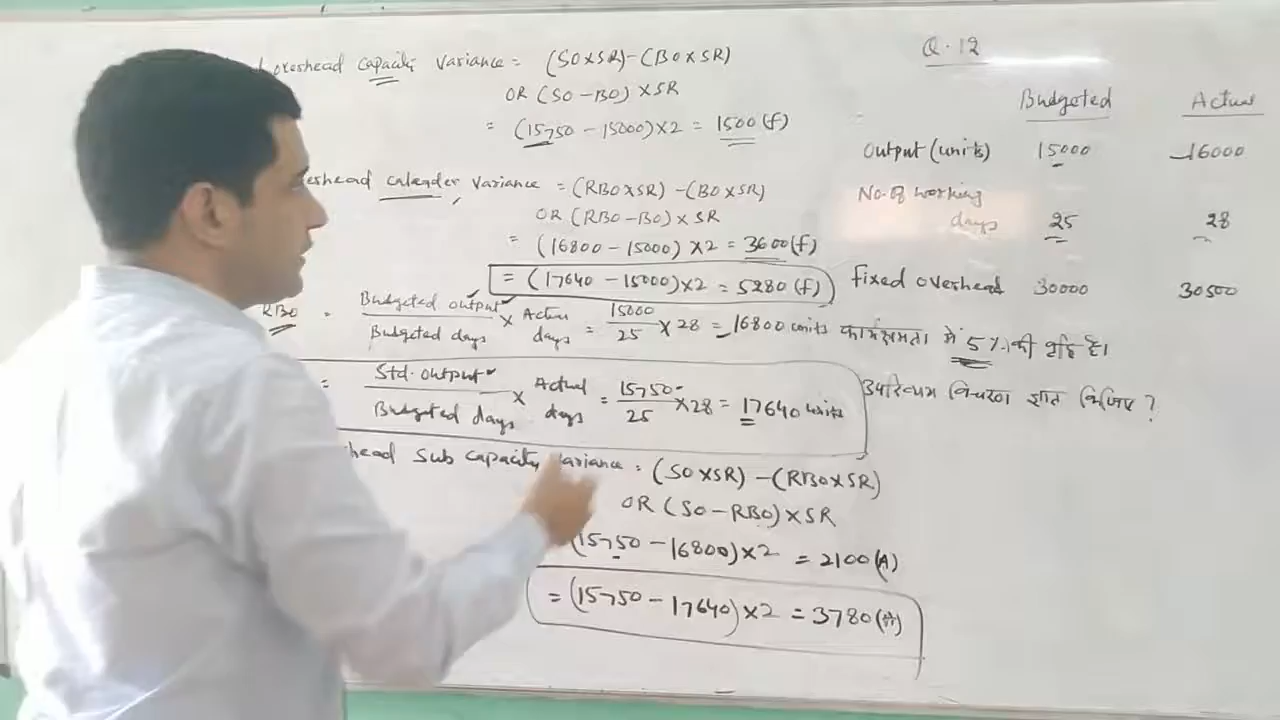 overhead capacity variance = (SO×SR)-(BO×SR)
OR (SO-BO)×SR
= (15750-15000)×2 = 1500 (f)
erhead calender variance = (RBO×SR)-(BO×SR)
OR (RBO-BO)×SR
= (16800-15000)×2 = 3600(f)
= (17640-15000)×2 = 5280 (f)
RBO = Budgeted output / Budgeted days × Actual days = 15000/25 × 28 = 16800 units
= Std. output / Budgeted days × Actual days = 15750/25 × 28 = 17640 units
head Sub capacity variance = (SO×SR)-(RBO×SR)
OR (SO-RBO)×SR
(15750-16800)×2 = 2100(A)
= (15750-17640)×2 = 3780(A)
Q.12
Budgeted Actual
Output (units) 15000 16000
No. of working days 25 28
fixed overhead 30000 30500
कार्यक्षमता में 5% की वृद्धि है।
उपरिव्यय विचरण ज्ञात कीजिए ?